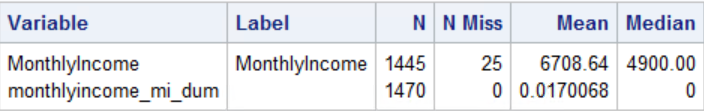 Variable Label N N Miss Mean Median
MonthlyIncome MonthlyIncome 1445 25 6708.64 4900.00
monthlyincome_mi_dum 1470 0 0.0170068 0